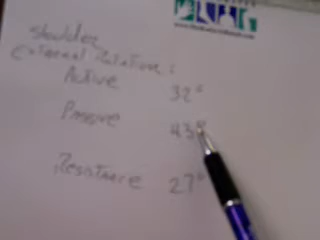 Shoulder
External Rotation:
Active 32°
Passive 43°
Resistance 27°